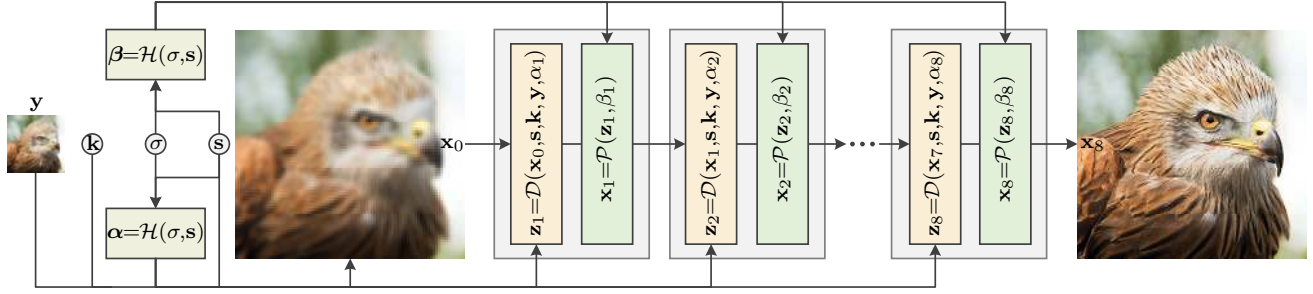 y
k
σ
s
β=H(σ,s)
α=H(σ,s)
x₀
z₁=D(x₀,s,k,y,α₁)
x₁=P(z₁,β₁)
z₂=D(x₁,s,k,y,α₂)
x₂=P(z₂,β₂)
z₈=D(x₇,s,k,y,α₈)
x₈=P(z₈,β₈)
x₈